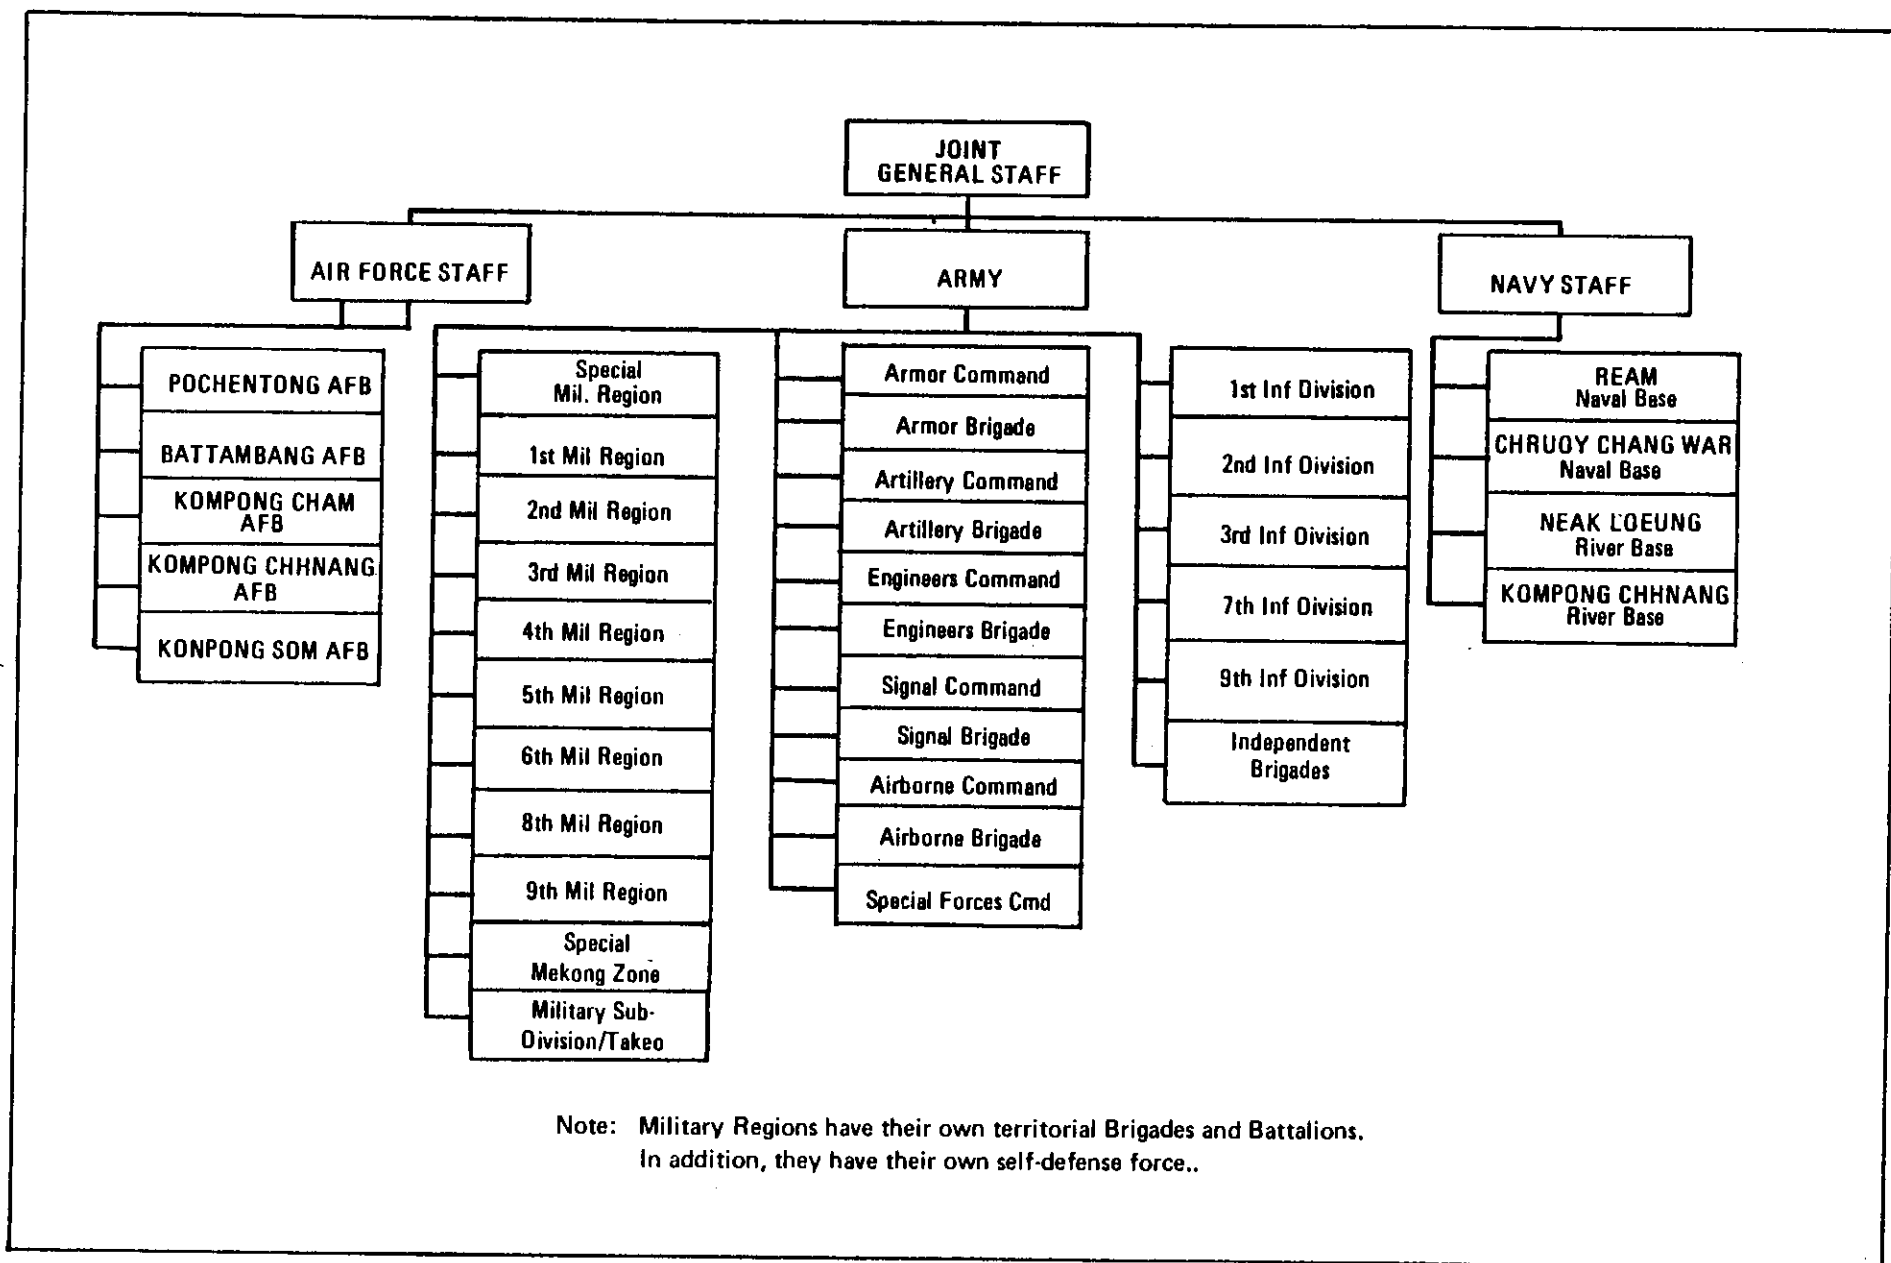 JOINT
GENERAL STAFF
AIR FORCE STAFF
ARMY
NAVY STAFF
POCHENTONG AFB
BATTAMBANG AFB
KOMPONG CHAM
AFB
KOMPONG CHHNANG
AFB
KONPONG SOM AFB
Special
Mil. Region
1st Mil Region
2nd Mil Region
3rd Mil Region
4th Mil Region
5th Mil Region
6th Mil Region
8th Mil Region
9th Mil Region
Special
Mekong Zone
Military Sub-
Division/Takeo
Armor Command
Armor Brigade
Artillery Command
Artillery Brigade
Engineers Command
Engineers Brigade
Signal Command
Signal Brigade
Airborne Command
Airborne Brigade
Special Forces Cmd
1st Inf Division
2nd Inf Division
3rd Inf Division
7th Inf Division
9th Inf Division
Independent
Brigades
REAM
Naval Base
CHRUOY CHANG WAR
Naval Base
NEAK LOEUNG
River Base
KOMPONG CHHNANG
River Base
Note: Military Regions have their own territorial Brigades and Battalions.
In addition, they have their own self-defense force..